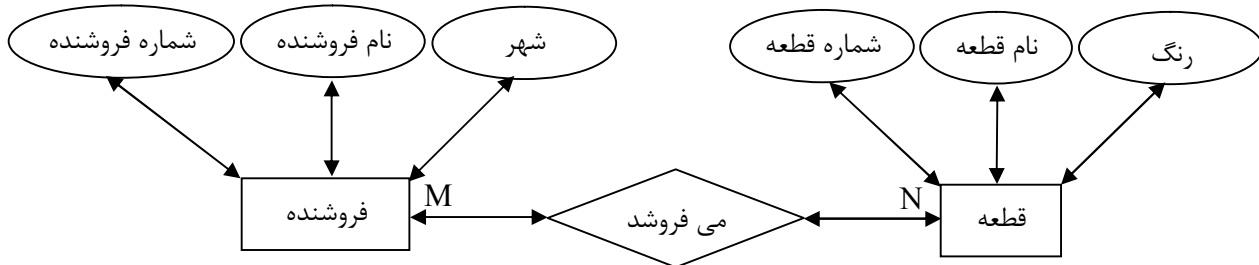 رنگ
نام قطعه
شماره قطعه
شهر
نام فروشنده
شماره فروشنده
قطعه
N
می فروشد
M
فروشنده